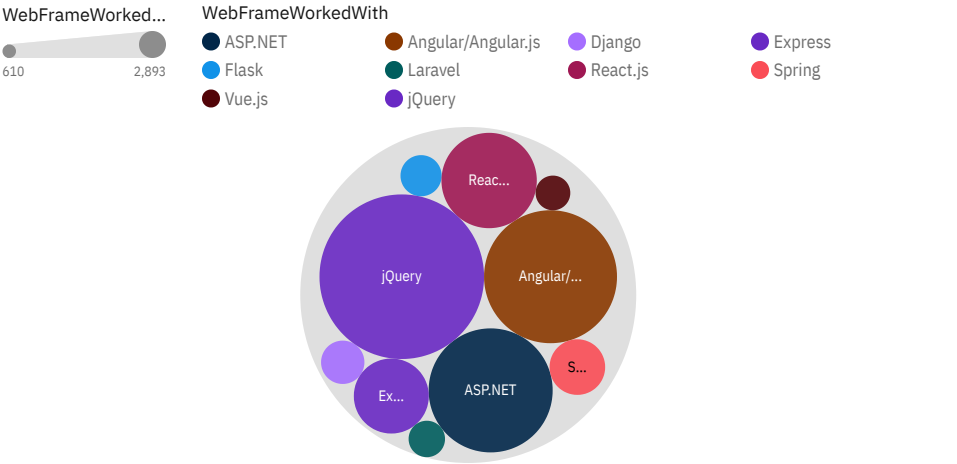 WebFrameWorked...
610 2,893
WebFrameWorkedWith
ASP.NET Angular/Angular.js Django Express
Flask Laravel React.js Spring
Vue.js jQuery
Reac...
jQuery
Angular/...
S...
Ex...
ASP.NET